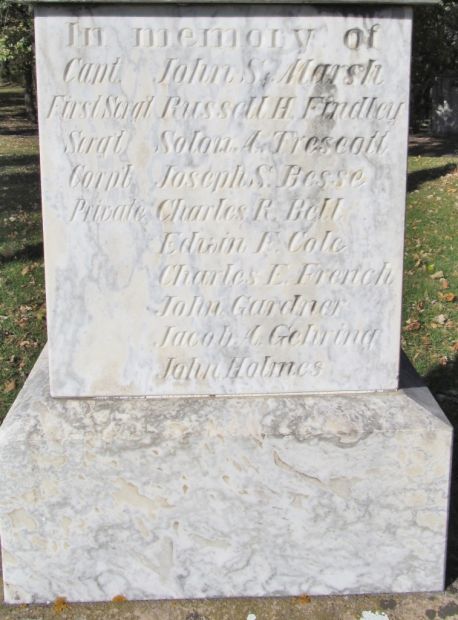 In memory of
Capt. John S. Marsh
First Sergt Russell H. Findley
Sergt Solon A. Trescott
Corpl. Joseph S. Besse
Private Charles R. Bell
Edwin F. Cole
Charles E. French
John Gardner
Jacob A. Gehring
John Holmes